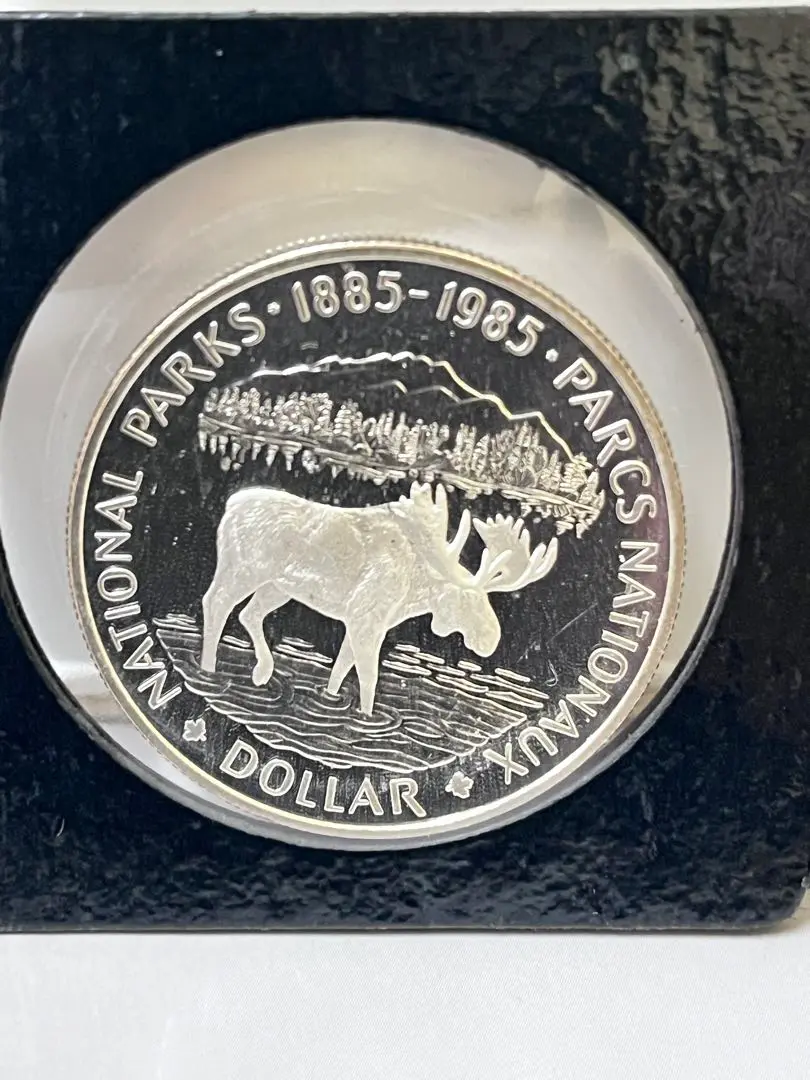 NATIONAL PARKS · 1885-1985 · PARCS NATIONAUX
DOLLAR